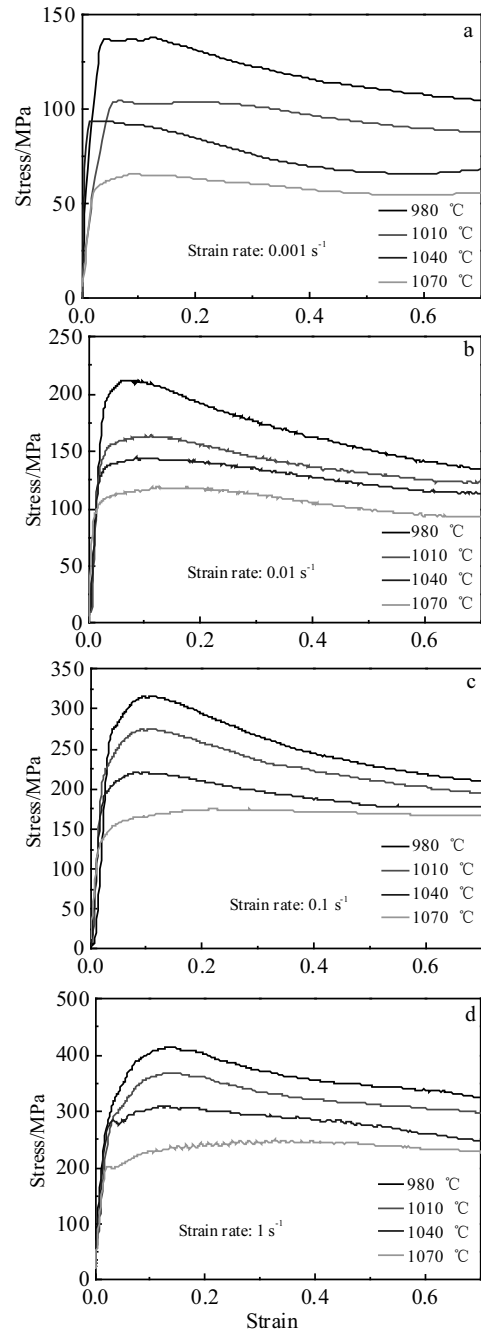 a
150
100
50
0
Stress/MPa
980 ℃
1010 ℃
1040 ℃
1070 ℃
Strain rate: 0.001 s⁻¹
0.0 0.2 0.4 0.6
b
250
200
150
100
50
0
Stress/MPa
980 ℃
1010 ℃
1040 ℃
1070 ℃
Strain rate: 0.01 s⁻¹
0.0 0.2 0.4 0.6
c
350
300
250
200
150
100
50
0
Stress/MPa
980 ℃
1010 ℃
1040 ℃
1070 ℃
Strain rate: 0.1 s⁻¹
0.0 0.2 0.4 0.6
d
500
400
300
200
100
0
Stress/MPa
980 ℃
1010 ℃
1040 ℃
1070 ℃
Strain rate: 1 s⁻¹
0.0 0.2 0.4 0.6
Strain